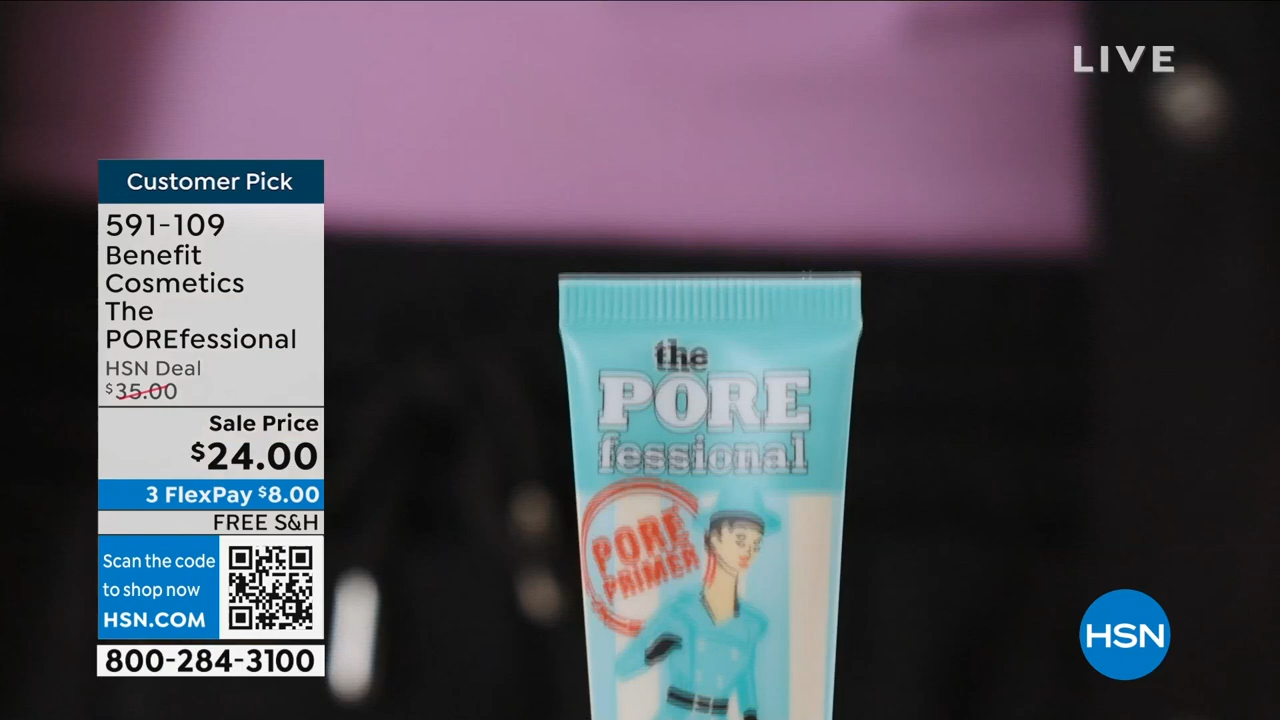 LIVE
Customer Pick
591-109
Benefit
Cosmetics
The
POREfessional
HSN Deal
$35.00
Sale Price
$24.00
3 FlexPay $8.00
FREE S&H
Scan the code
to shop now
HSN.COM
800-284-3100
the
PORE
fessional
PORE
PRIMER
HSN